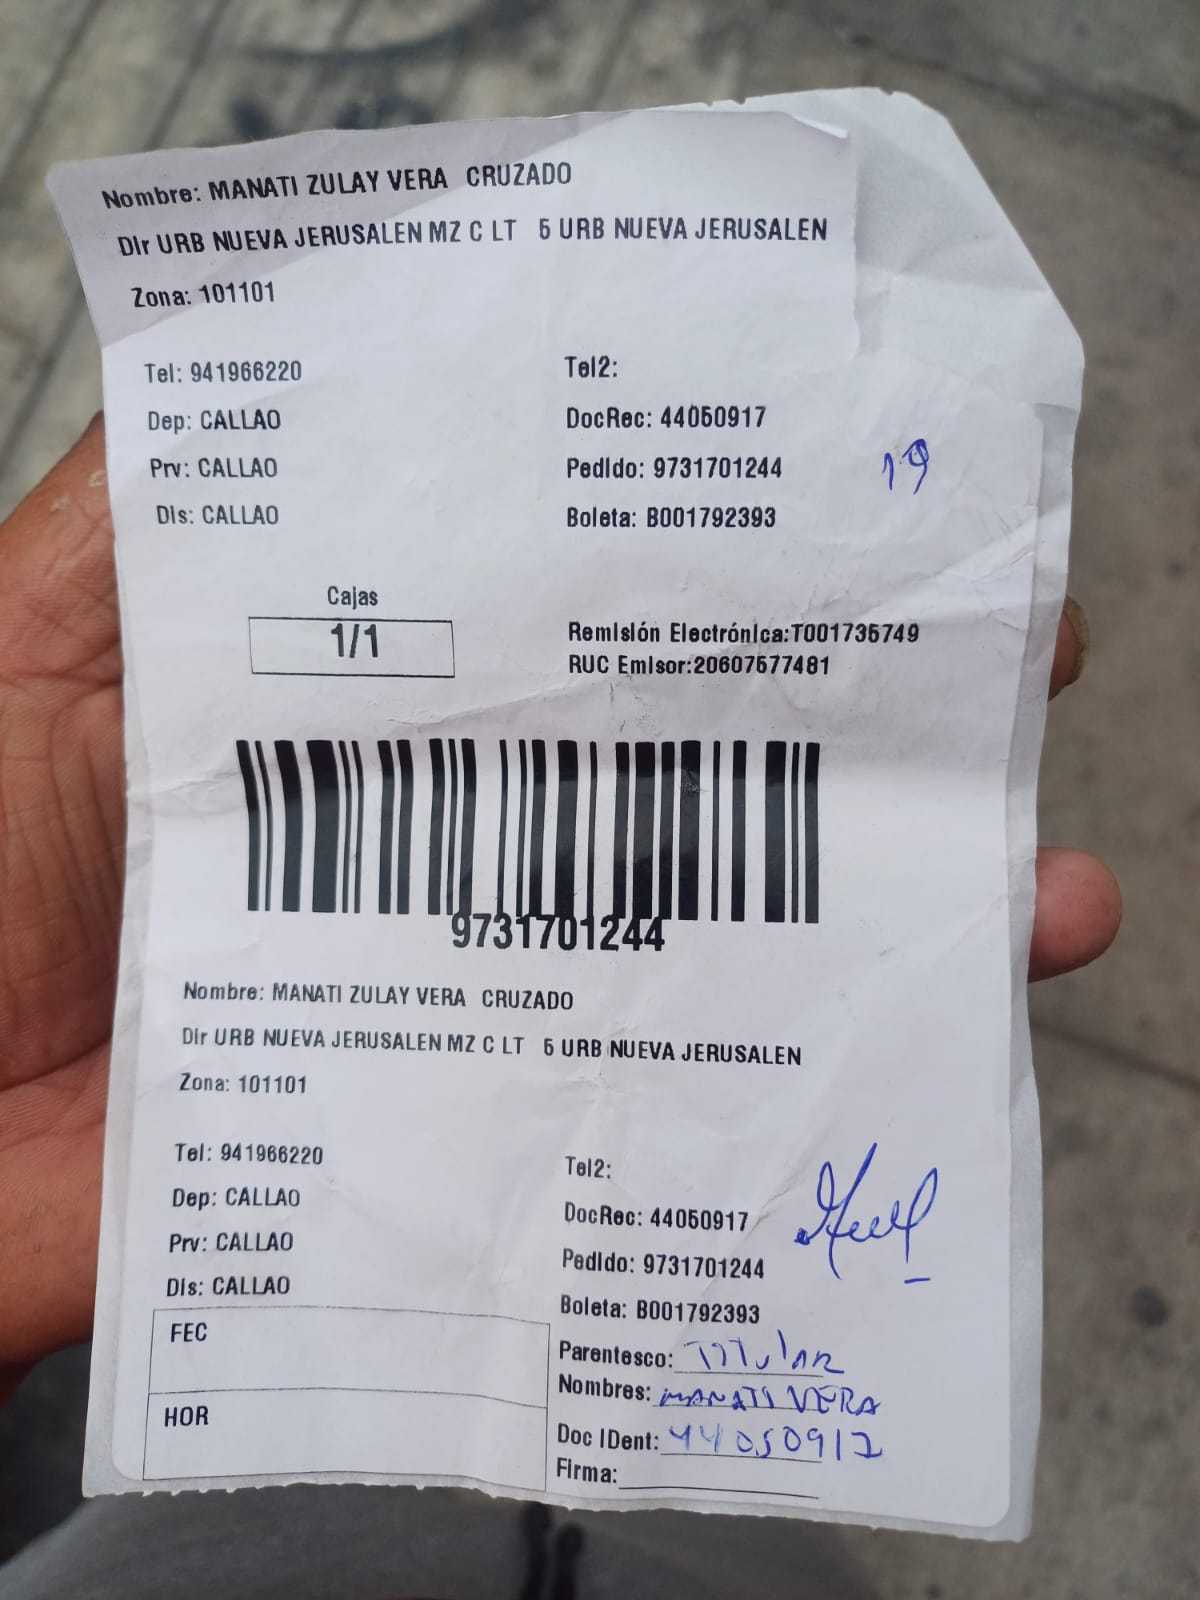 Nombre: MANATI ZULAY VERA CRUZADO
Dir URB NUEVA JERUSALEN MZ C LT 5 URB NUEVA JERUSALEN
Zona: 101101
Tel: 941966220 Tel2:
Dep: CALLAO DocRec: 44050917
Prv: CALLAO Pedido: 9731701244
19
Dis: CALLAO Boleta: B001792393
Cajas
1/1
Remisión Electrónica:T001735749
RUC Emisor:20607577481
9731701244
Nombre: MANATI ZULAY VERA CRUZADO
Dir URB NUEVA JERUSALEN MZ C LT 5 URB NUEVA JERUSALEN
Zona: 101101
Tel: 941966220 Tel2:
Dep: CALLAO DocRec: 44050917
Prv: CALLAO Pedido: 9731701244
Dis: CALLAO Boleta: B001792393
FEC
HOR
Parentesco: TITULAR
Nombres: MANATI VERA
Doc IDent: 44050917
Firma: